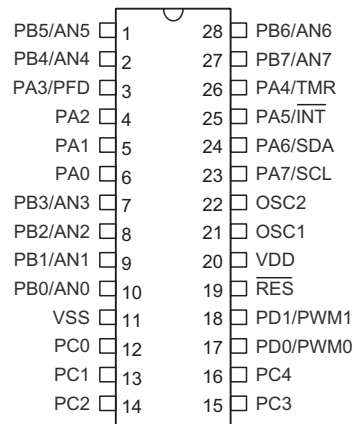 PB5/AN5 1 28 PB6/AN6
PB4/AN4 2 27 PB7/AN7
PA3/PFD 3 26 PA4/TMR
PA2 4 25 PA5/I̅N̅T̅
PA1 5 24 PA6/SDA
PA0 6 23 PA7/SCL
PB3/AN3 7 22 OSC2
PB2/AN2 8 21 OSC1
PB1/AN1 9 20 VDD
PB0/AN0 10 19 R̅E̅S̅
VSS 11 18 PD1/PWM1
PC0 12 17 PD0/PWM0
PC1 13 16 PC4
PC2 14 15 PC3